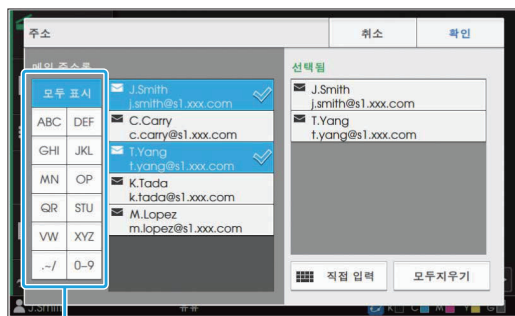 주소
취소
확인
메일 주소록
선택됨
모두 표시
ABC DEF
GHI JKL
MN OP
QR STU
VW XYZ
.~/ 0–9
J.Smith
j.smith@s1.xxx.com
C.Carry
c.carry@s1.xxx.com
T.Yang
t.yang@s1.xxx.com
K.Tada
k.tada@s1.xxx.com
M.Lopez
m.lopez@s1.xxx.com
J.Smith
j.smith@s1.xxx.com
T.Yang
t.yang@s1.xxx.com
직접 입력
모두지우기
J.Smith
K C M Y G